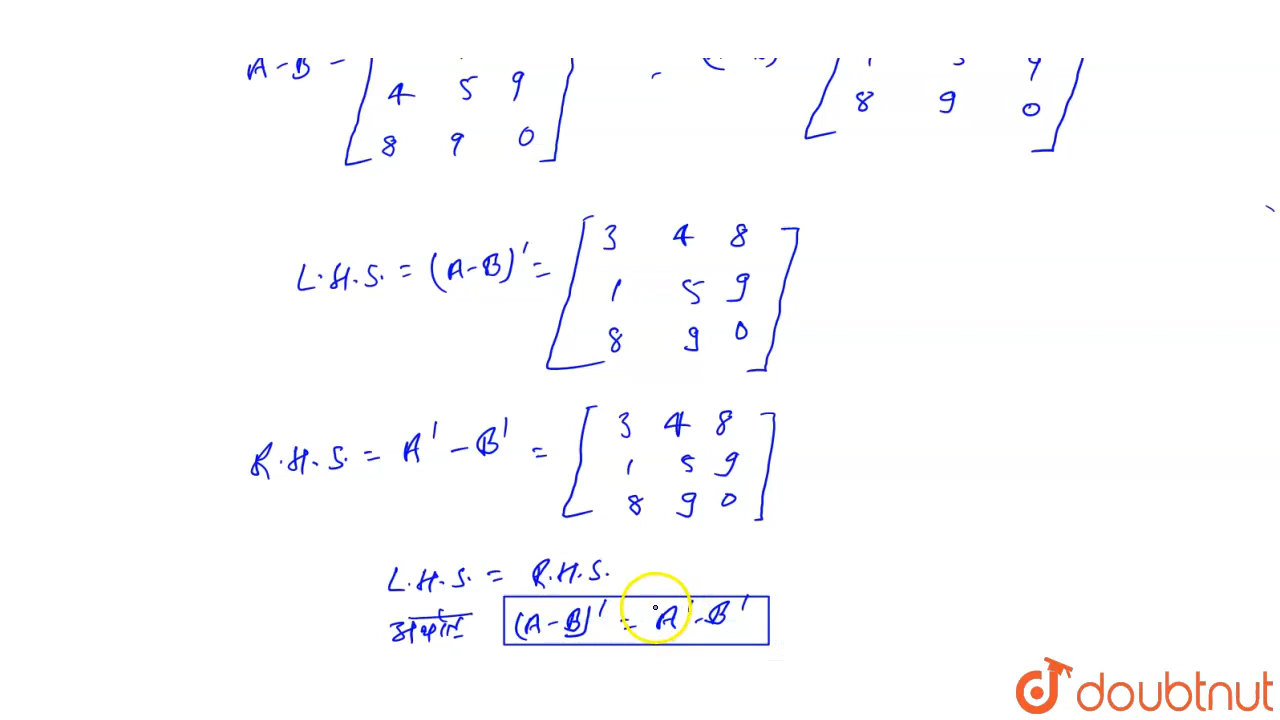 A-B =
4 5 9
8 9 0
8 9 0
L.H.S. = (A-B)' = [3 4 8
1 5 9
8 9 0]
R.H.S = A' - B' = [3 4 8
1 5 9
8 9 0]
L.H.S. = R.H.S.
अर्थात (A-B)' = A' - B'
doubtnut